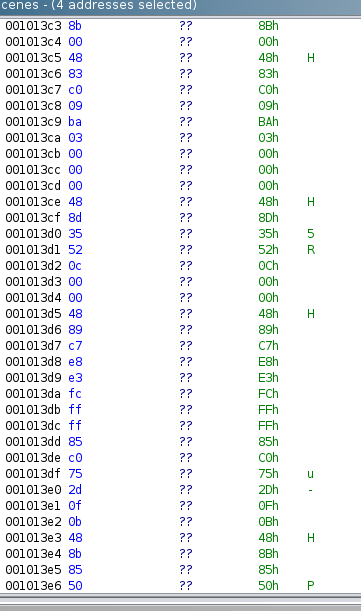 cenes - (4 addresses selected)
001013c3 8b ?? 8Bh
001013c4 00 ?? 00h
001013c5 48 ?? 48h H
001013c6 83 ?? 83h
001013c7 c0 ?? C0h
001013c8 09 ?? 09h
001013c9 ba ?? BAh
001013ca 03 ?? 03h
001013cb 00 ?? 00h
001013cc 00 ?? 00h
001013cd 00 ?? 00h
001013ce 48 ?? 48h H
001013cf 8d ?? 8Dh
001013d0 35 ?? 35h 5
001013d1 52 ?? 52h R
001013d2 0c ?? 0Ch
001013d3 00 ?? 00h
001013d4 00 ?? 00h
001013d5 48 ?? 48h H
001013d6 89 ?? 89h
001013d7 c7 ?? C7h
001013d8 e8 ?? E8h
001013d9 e3 ?? E3h
001013da fc ?? FCh
001013db ff ?? FFh
001013dc ff ?? FFh
001013dd 85 ?? 85h
001013de c0 ?? C0h
001013df 75 ?? 75h u
001013e0 2d ?? 2Dh -
001013e1 0f ?? 0Fh
001013e2 0b ?? 0Bh
001013e3 48 ?? 48h H
001013e4 8b ?? 8Bh
001013e5 85 ?? 85h
001013e6 50 ?? 50h P